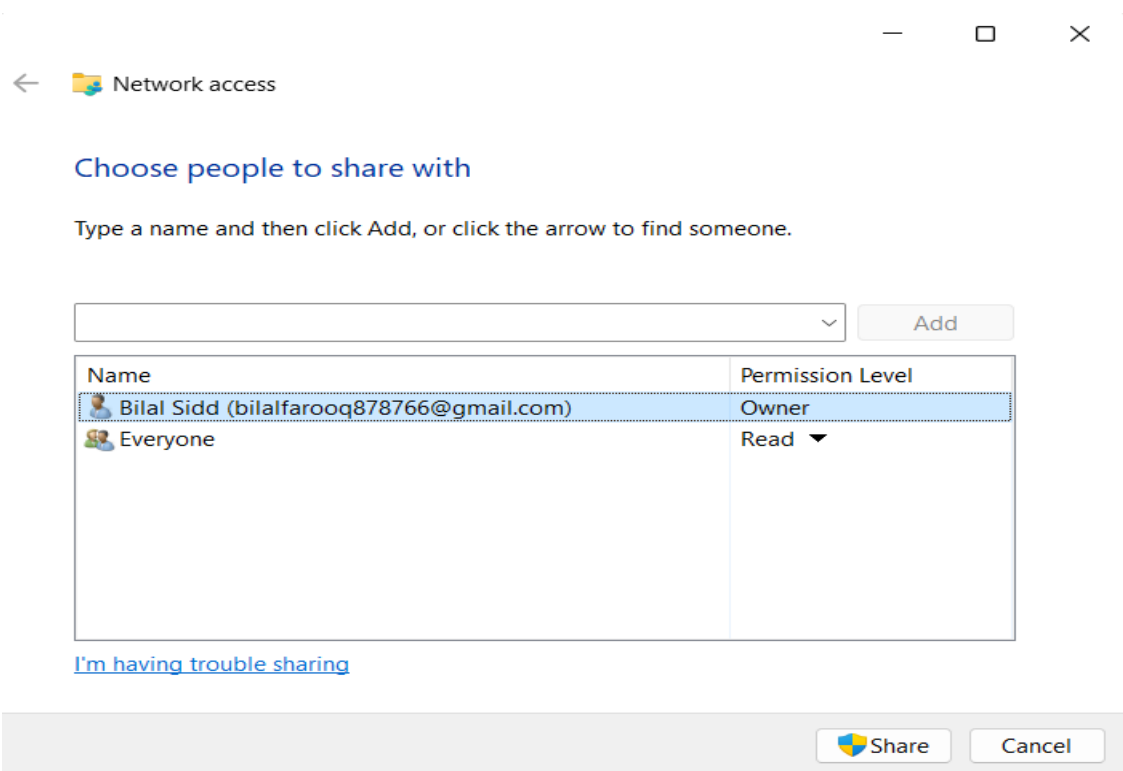 Network access
Choose people to share with
Type a name and then click Add, or click the arrow to find someone.
Add
Name Permission Level
Bilal Sidd (bilalfarooq878766@gmail.com) Owner
Everyone Read
I'm having trouble sharing
Share Cancel